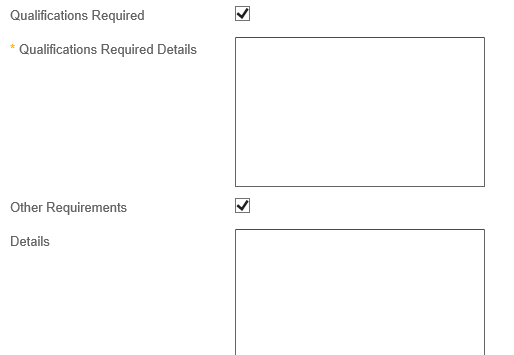 Qualifications Required
* Qualifications Required Details
Other Requirements
Details